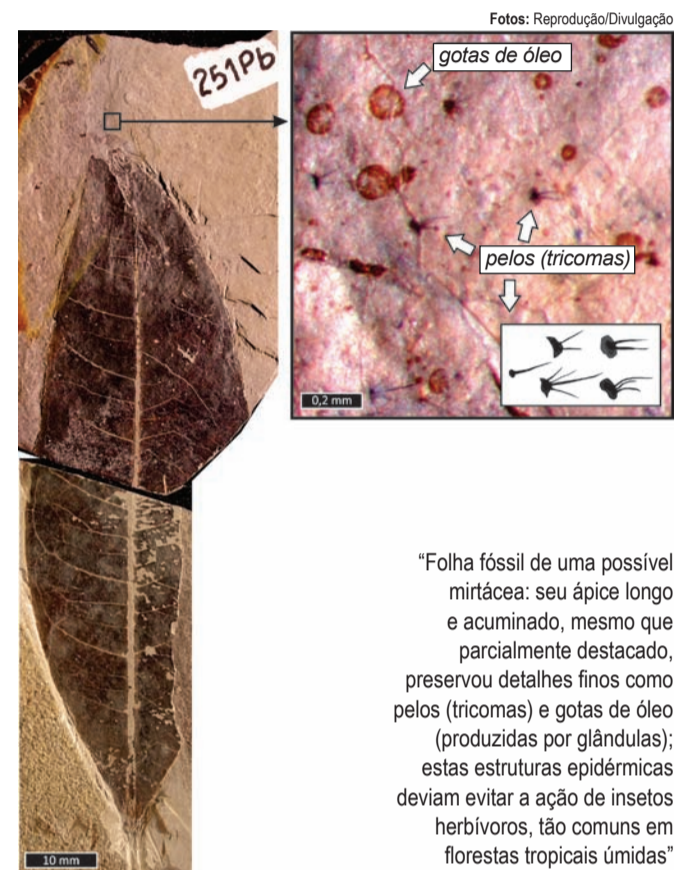 Fotos: Reprodução/Divulgação
251Pb
gotas de óleo
pelos (tricomas)
0,2 mm
10 mm
“Folha fóssil de uma possível
mirtácea: seu ápice longo
e acuminado, mesmo que
parcialmente destacado,
preservou detalhes finos como
pelos (tricomas) e gotas de óleo
(produzidas por glândulas);
estas estruturas epidérmicas
deviam evitar a ação de insetos
herbívoros, tão comuns em
florestas tropicais úmidas”